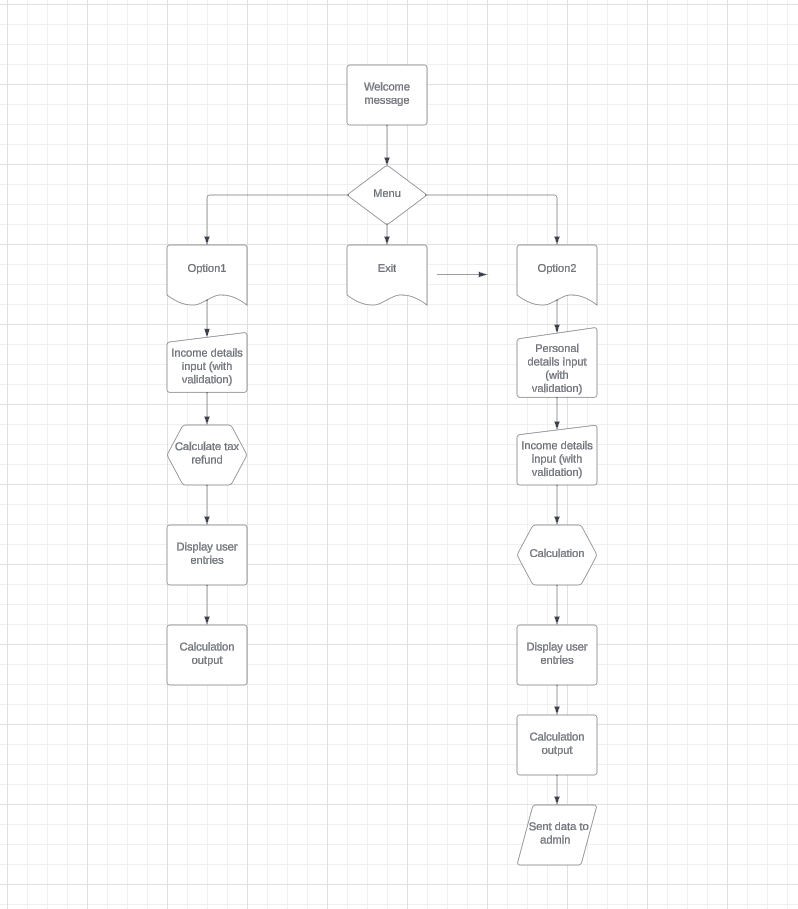 Welcome
message
Menu
Option1
Exit
Option2
Income details
input (with
validation)
Personal
details input
(with
validation)
Calculate tax
refund
Income details
input (with
validation)
Display user
entries
Calculation
Calculation
output
Display user
entries
Calculation
output
Sent data to
admin